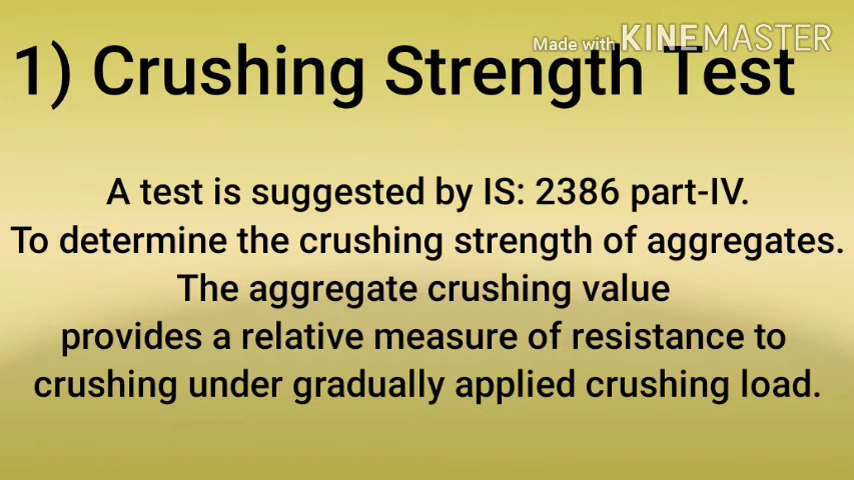 Made with KINEMASTER
1) Crushing Strength Test
A test is suggested by IS: 2386 part-IV.
To determine the crushing strength of aggregates.
The aggregate crushing value
provides a relative measure of resistance to
crushing under gradually applied crushing load.